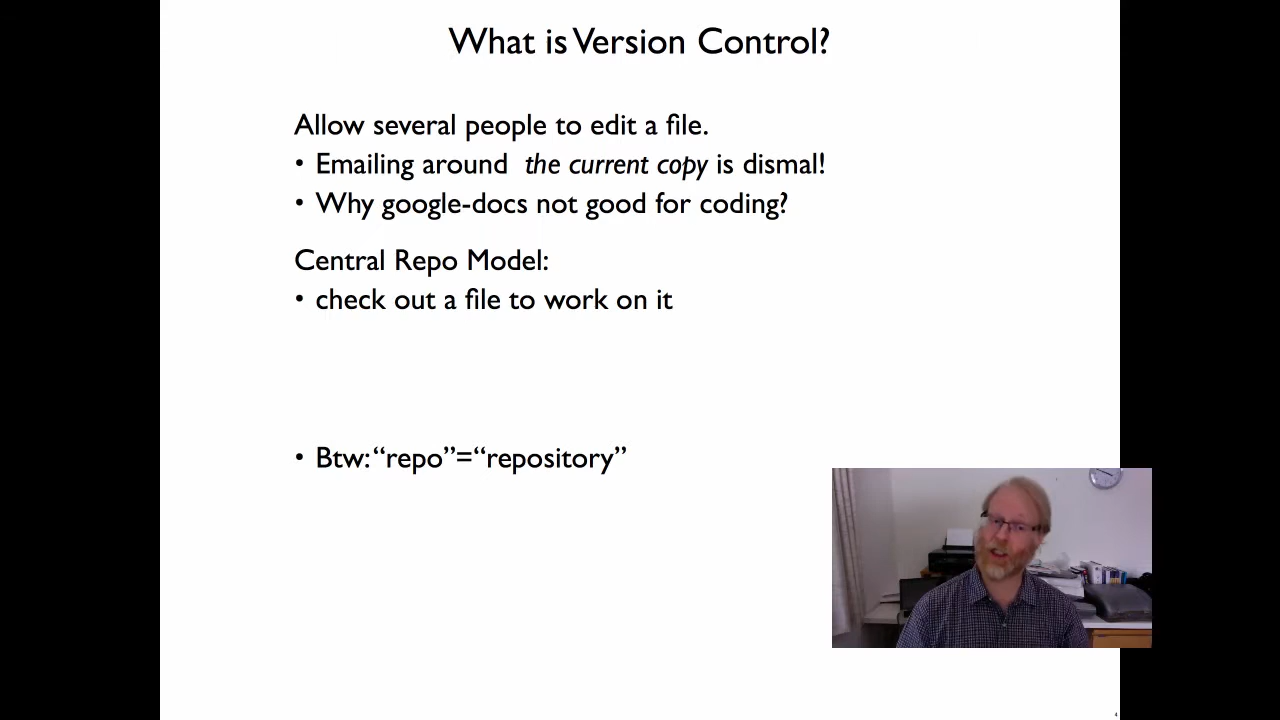 What is Version Control?
Allow several people to edit a file.
• Emailing around the current copy is dismal!
• Why google-docs not good for coding?
Central Repo Model:
• check out a file to work on it
• Btw: “repo”=“repository”
4